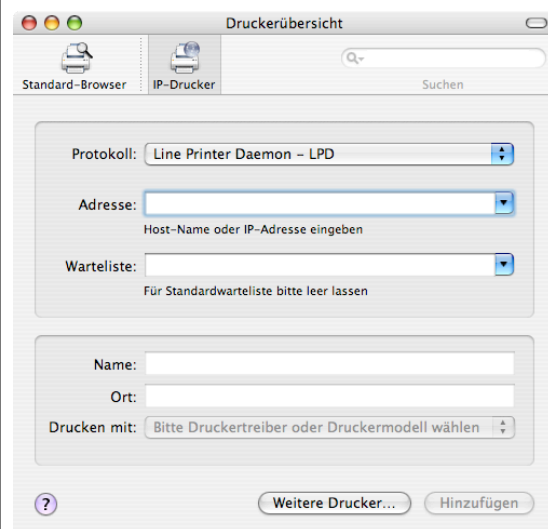 Druckerübersicht
Standard-Browser IP-Drucker Suchen
Protokoll: Line Printer Daemon – LPD
Adresse:
Host-Name oder IP-Adresse eingeben
Warteliste:
Für Standardwarteliste bitte leer lassen
Name:
Ort:
Drucken mit: Bitte Druckertreiber oder Druckermodell wählen
? Weitere Drucker... Hinzufügen